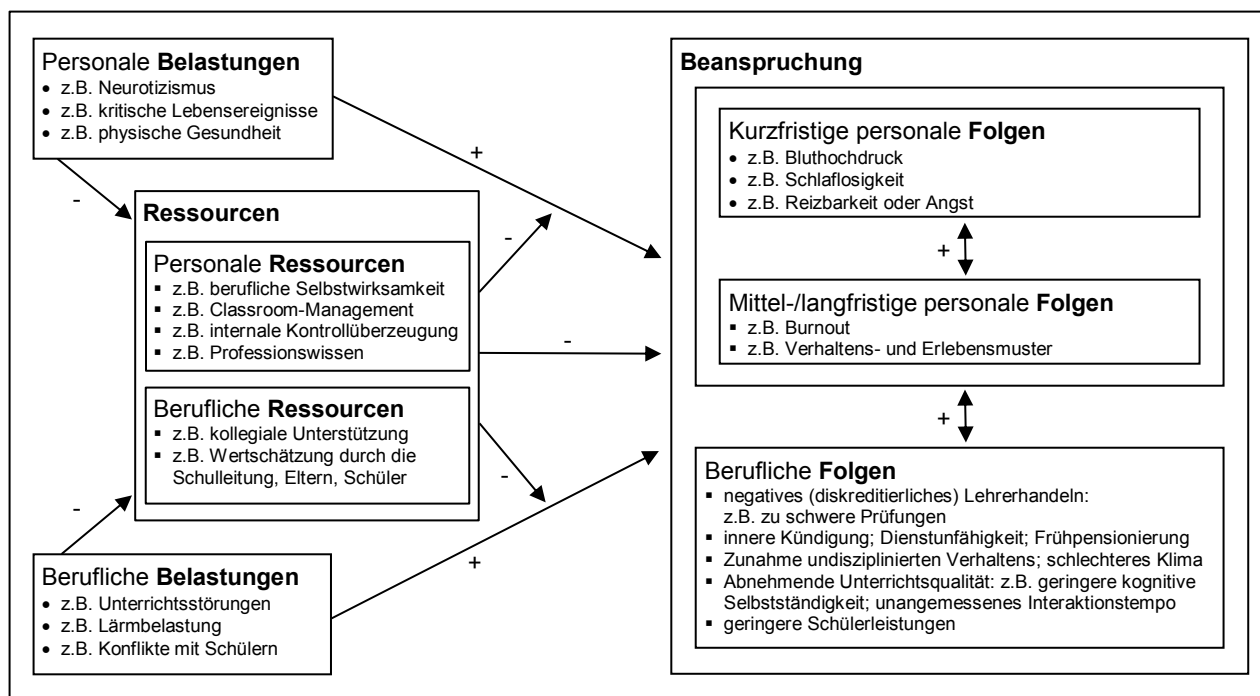 Personale Belastungen
• z.B. Neurotizismus
• z.B. kritische Lebensereignisse
• z.B. physische Gesundheit
+
-
Ressourcen
Personale Ressourcen
▪ z.B. berufliche Selbstwirksamkeit
▪ z.B. Classroom-Management
▪ z.B. internale Kontrollüberzeugung
▪ z.B. Professionswissen
-
-
Berufliche Ressourcen
▪ z.B. kollegiale Unterstützung
▪ z.B. Wertschätzung durch die
Schulleitung, Eltern, Schüler
-
-
+
Berufliche Belastungen
• z.B. Unterrichtsstörungen
• z.B. Lärmbelastung
• z.B. Konflikte mit Schülern
Beanspruchung
Kurzfristige personale Folgen
• z.B. Bluthochdruck
• z.B. Schlaflosigkeit
• z.B. Reizbarkeit oder Angst
+
Mittel-/langfristige personale Folgen
▪ z.B. Burnout
▪ z.B. Verhaltens- und Erlebensmuster
+
Berufliche Folgen
▪ negatives (diskreditierliches) Lehrerhandeln:
z.B. zu schwere Prüfungen
▪ innere Kündigung; Dienstunfähigkeit; Frühpensionierung
▪ Zunahme undisziplinierten Verhaltens; schlechteres Klima
▪ Abnehmende Unterrichtsqualität: z.B. geringere kognitive
Selbstständigkeit; unangemessenes Interaktionstempo
▪ geringere Schülerleistungen